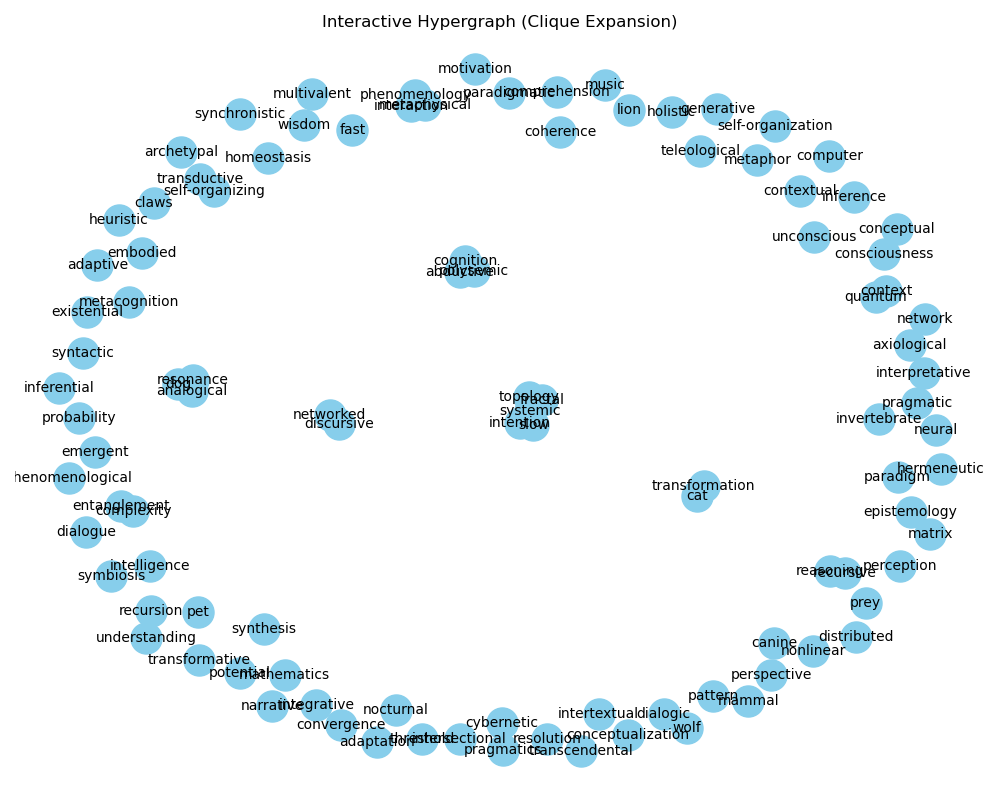 Interactive Hypergraph (Clique Expansion)
motivation
music
phenomenology
paradigmatic
comprehension
multivalent
interaction
metaphysical
lion
holistic
generative
synchronistic
wisdom
fast
coherence
self-organization
archetypal
homeostasis
teleological
metaphor
computer
transductive
self-organizing
contextual
inference
claws
heuristic
conceptual
unconscious
embodied
consciousness
adaptive
cognition
abductive
polysemic
context
quantum
metacognition
existential
network
syntactic
axiological
interpretative
resonance
dog
analogical
inferential
topology
fractal
pragmatic
systemic
probability
networked
discursive
intention
slow
invertebrate
neural
emergent
hermeneutic
phenomenological
paradigm
transformation
cat
entanglement
complexity
epistemology
dialogue
matrix
intelligence
symbiosis
reasoning
recursive
perception
recursion
pet
prey
understanding
synthesis
distributed
canine
nonlinear
transformative
potential
mathematics
perspective
narrative
integrative
pattern
mammal
convergence
nocturnal
cybernetic
intertextual
dialogic
wolf
adaptation
threshold
intersectional
pragmatics
resolution
conceptualization
transcendental